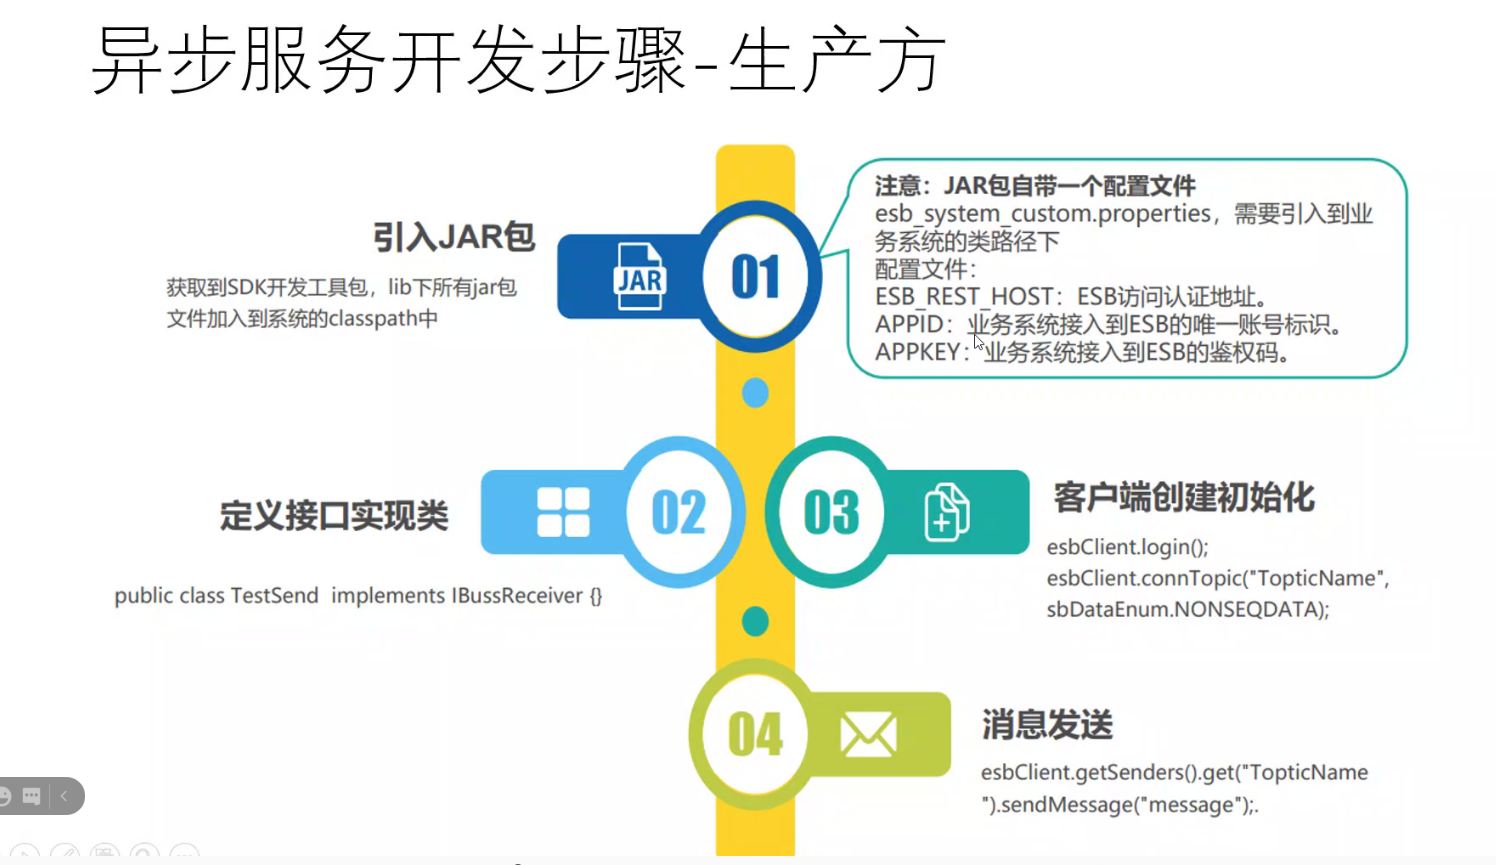 异步服务开发步骤-生产方
引入JAR包
获取到SDK开发工具包，lib下所有jar包
文件加入到系统的classpath中
JAR
01
注意：JAR包自带一个配置文件
esb_system_custom.properties，需要引入到业
务系统的类路径下
配置文件：
ESB_REST_HOST：ESB访问认证地址。
APPID：业务系统接入到ESB的唯一账号标识。
APPKEY：业务系统接入到ESB的鉴权码。
定义接口实现类
public class TestSend  implements IBussReceiver {}
02
03
客户端创建初始化
esbClient.login();
esbClient.connTopic("TopticName",
sbDataEnum.NONSEQDATA);
04
消息发送
esbClient.getSenders().get("TopticName
").sendMessage("message");.